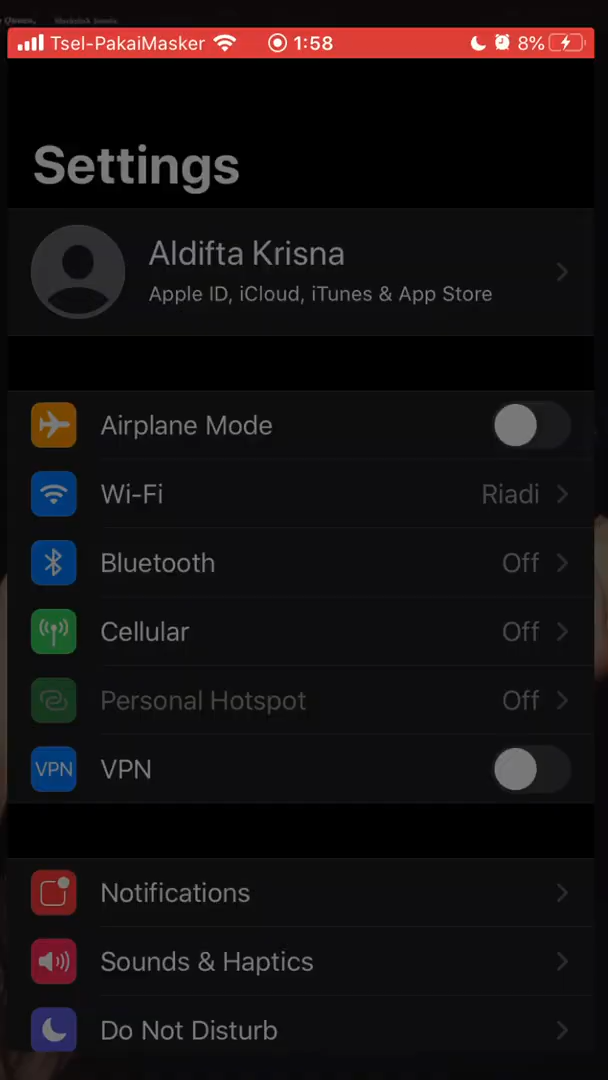 Tsel-PakaiMasker 1:58 8%
Settings
Aldifta Krisna
Apple ID, iCloud, iTunes & App Store
Airplane Mode
Wi-Fi Riadi
Bluetooth Off
Cellular Off
Personal Hotspot Off
VPN VPN
Notifications
Sounds & Haptics
Do Not Disturb